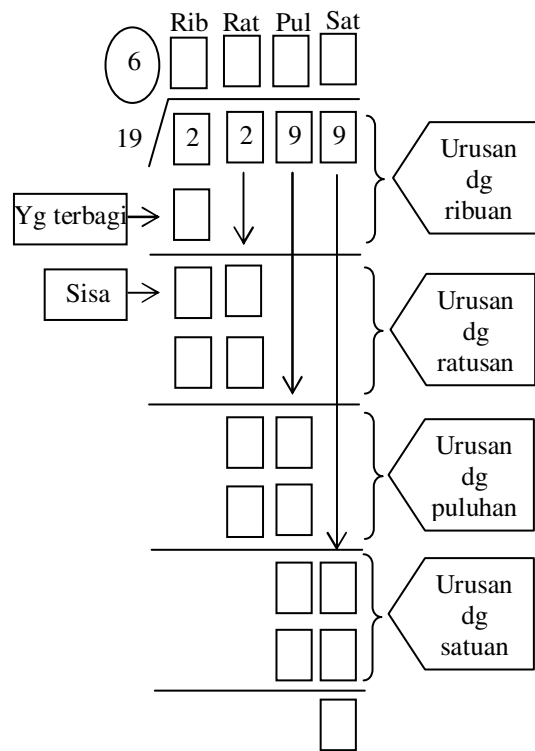 Rib Rat Pul Sat
6
19 2 2 9 9
Urusan
dg
ribuan
Yg terbagi
Sisa
Urusan
dg
ratusan
Urusan
dg
puluhan
Urusan
dg
satuan